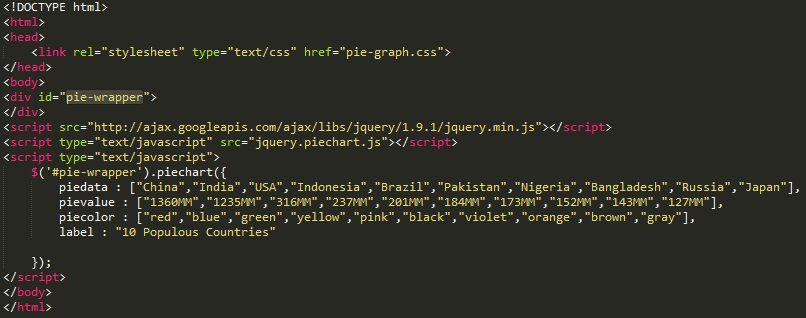 <!DOCTYPE html>
<html>
<head>
<link rel="stylesheet" type="text/css" href="pie-graph.css">
</head>
<body>
<div id="pie-wrapper">
</div>
<script src="http://ajax.googleapis.com/ajax/libs/jquery/1.9.1/jquery.min.js"></script>
<script type="text/javascript" src="jquery.piechart.js"></script>
<script type="text/javascript">
$('#pie-wrapper').piechart({
piedata : ["China","India","USA","Indonesia","Brazil","Pakistan","Nigeria","Bangladesh","Russia","Japan"],
pievalue : ["1360MM","1235MM","316MM","237MM","201MM","184MM","173MM","152MM","143MM","127MM"],
piecolor : ["red","blue","green","yellow","pink","black","violet","orange","brown","gray"],
label : "10 Populous Countries"
});
</script>
</body>
</html>